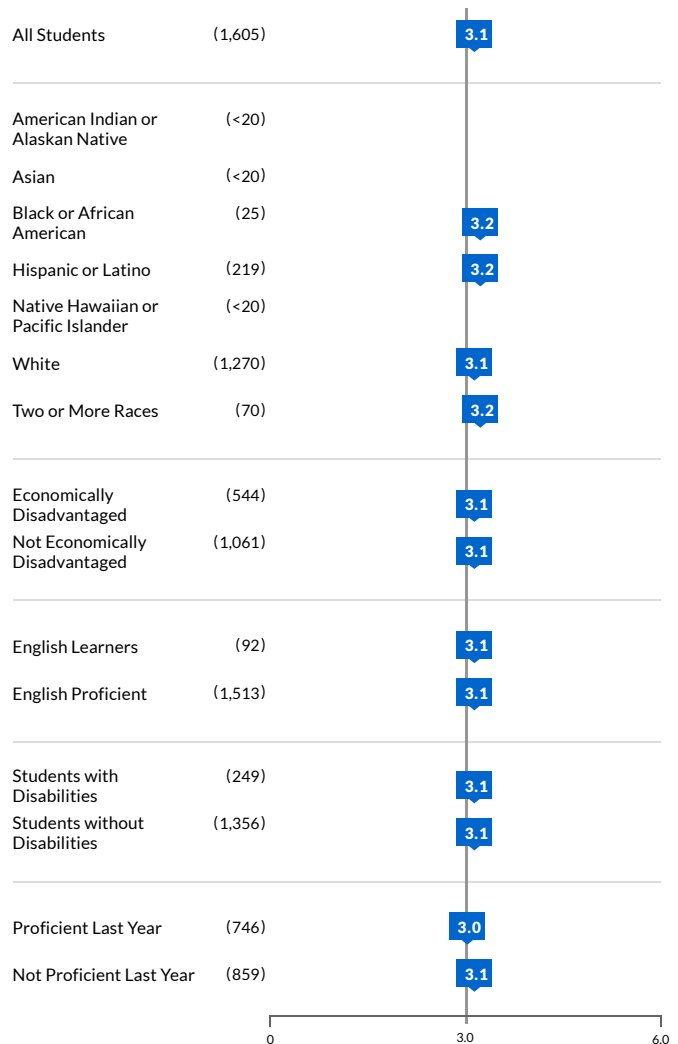 All Students (1,605) 3.1
American Indian or (<20)
Alaskan Native
Asian (<20)
Black or African (25) 3.2
American
Hispanic or Latino (219) 3.2
Native Hawaiian or (<20)
Pacific Islander
White (1,270) 3.1
Two or More Races (70) 3.2
Economically (544) 3.1
Disadvantaged
Not Economically (1,061) 3.1
Disadvantaged
English Learners (92) 3.1
English Proficient (1,513) 3.1
Students with (249) 3.1
Disabilities
Students without (1,356) 3.1
Disabilities
Proficient Last Year (746) 3.0
Not Proficient Last Year (859) 3.1
0 3.0 6.0